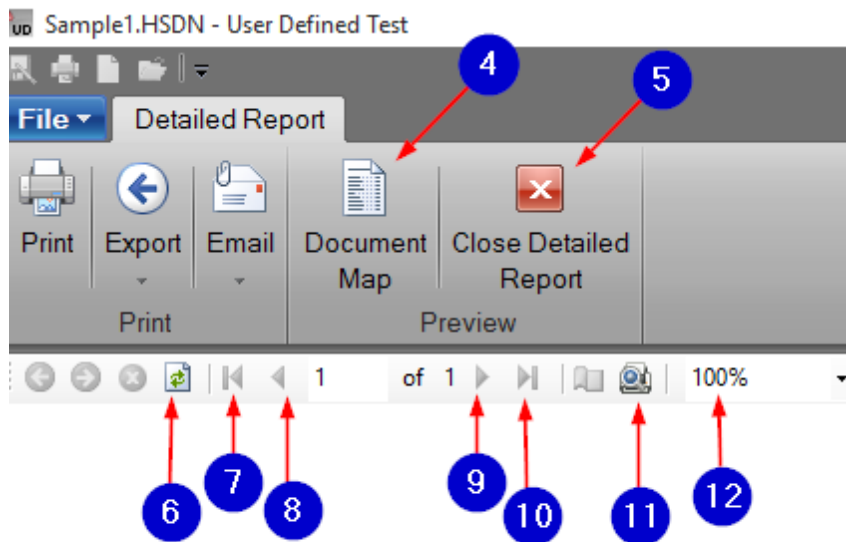 UD Sample1.HSDN - User Defined Test
4
5
File Detailed Report
Print Export Email Document Map Close Detailed Report
Print Preview
1 of 1 100%
6 7 8 9 10 11 12